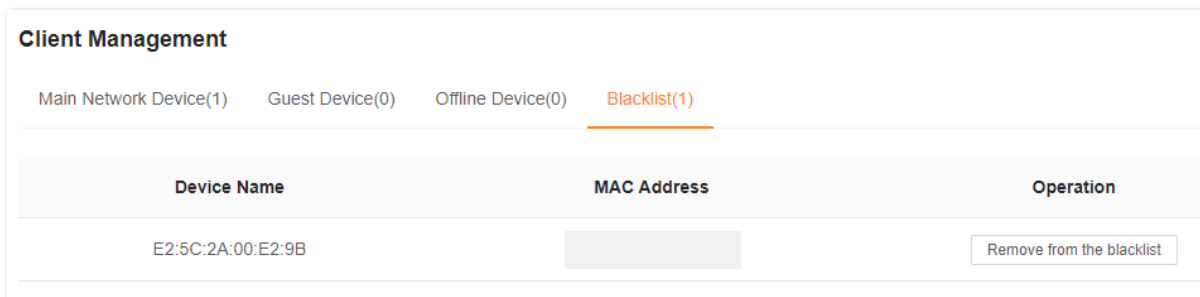 Client Management
Main Network Device(1) Guest Device(0) Offline Device(0) Blacklist(1)
Device Name MAC Address Operation
E2:5C:2A:00:E2:9B Remove from the blacklist